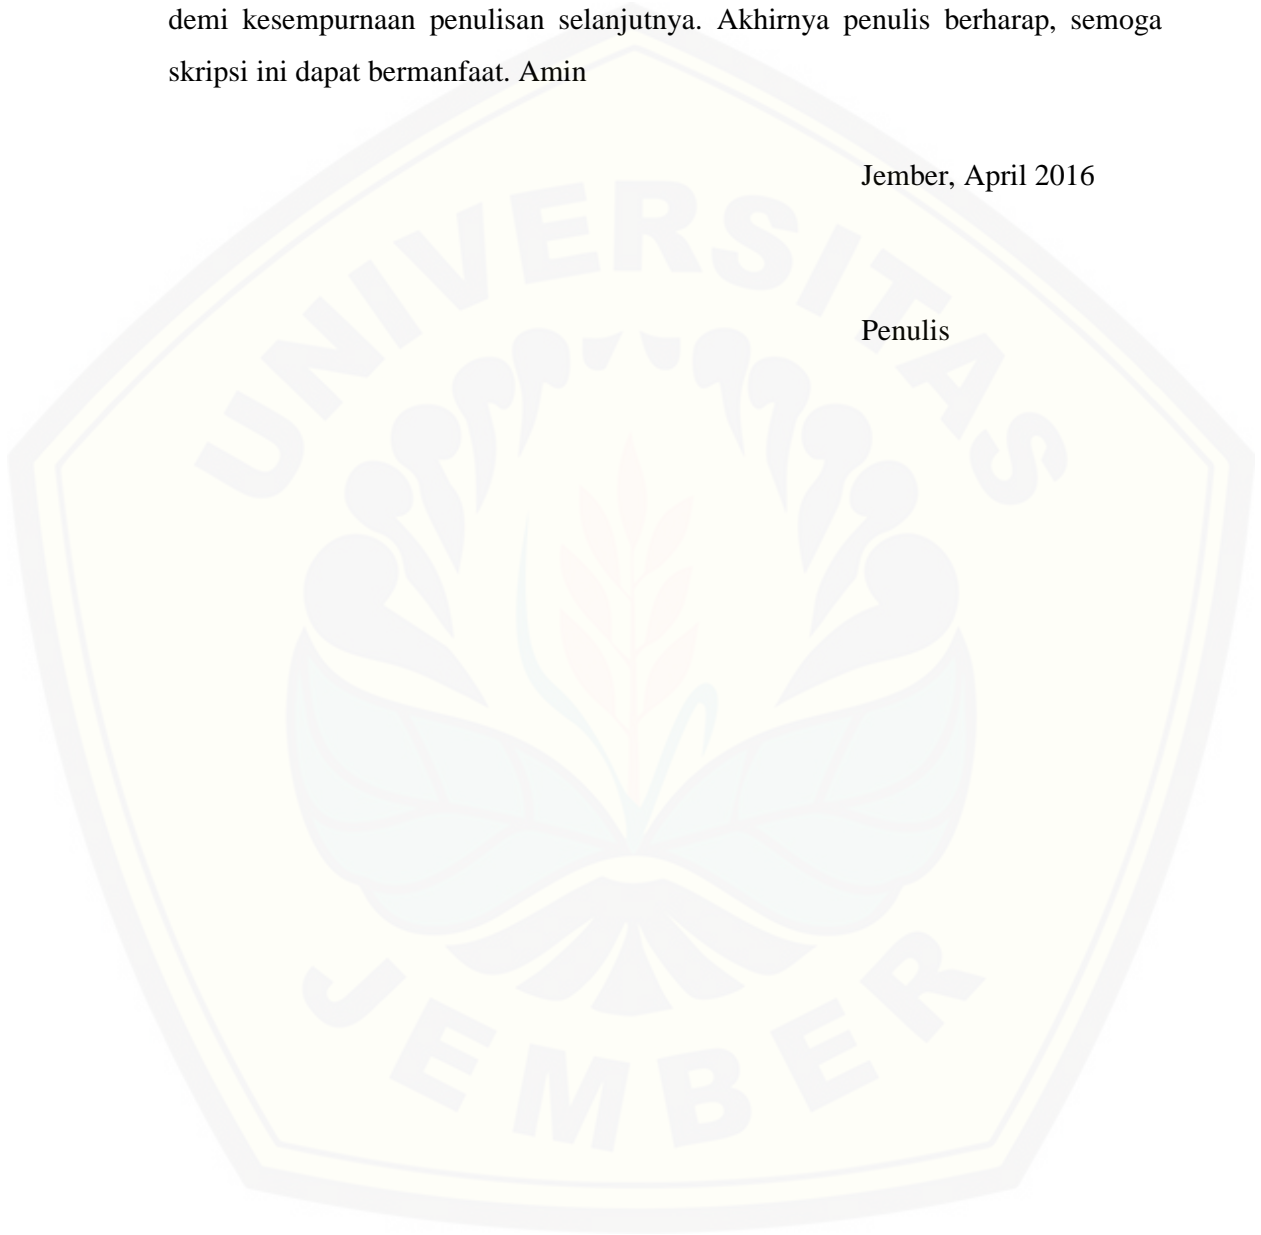 demi kesempurnaan penulisan selanjutnya. Akhirnya penulis berharap, semoga
skripsi ini dapat bermanfaat. Amin
Jember, April 2016
UNIVERSITAS
Penulis
JEMBER